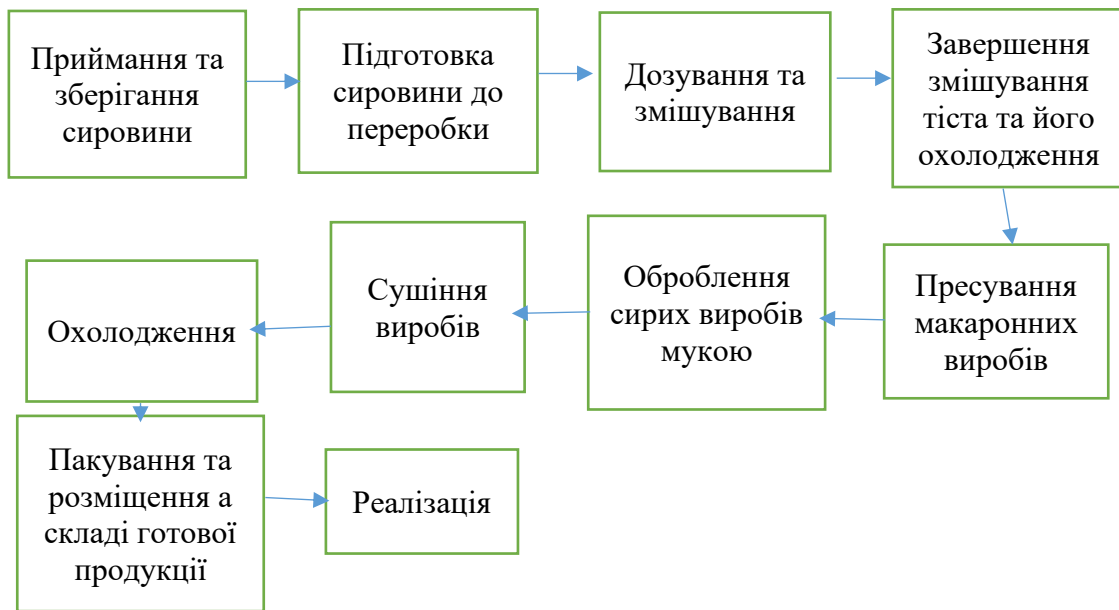 Приймання та
зберігання
сировини
Підготовка
сировини до
переробки
Дозування та
змішування
Завершення
змішування
тіста та його
охолодження
Пресування
макаронних
виробів
Оброблення
сирих виробів
мукою
Сушіння
виробів
Охолодження
Пакування та
розміщення а
складі готової
продукції
Реалізація